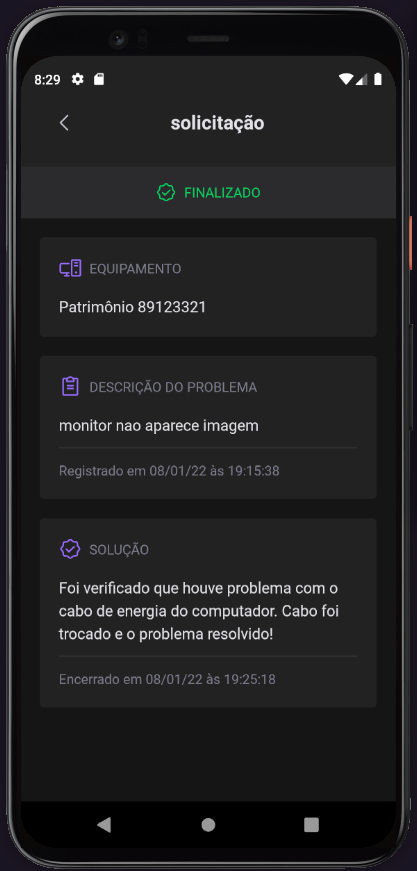 8:29
solicitação
FINALIZADO
EQUIPAMENTO
Patrimônio 89123321
DESCRIÇÃO DO PROBLEMA
monitor nao aparece imagem
Registrado em 08/01/22 às 19:15:38
SOLUÇÃO
Foi verificado que houve problema com o
cabo de energia do computador. Cabo foi
trocado e o problema resolvido!
Encerrado em 08/01/22 às 19:25:18